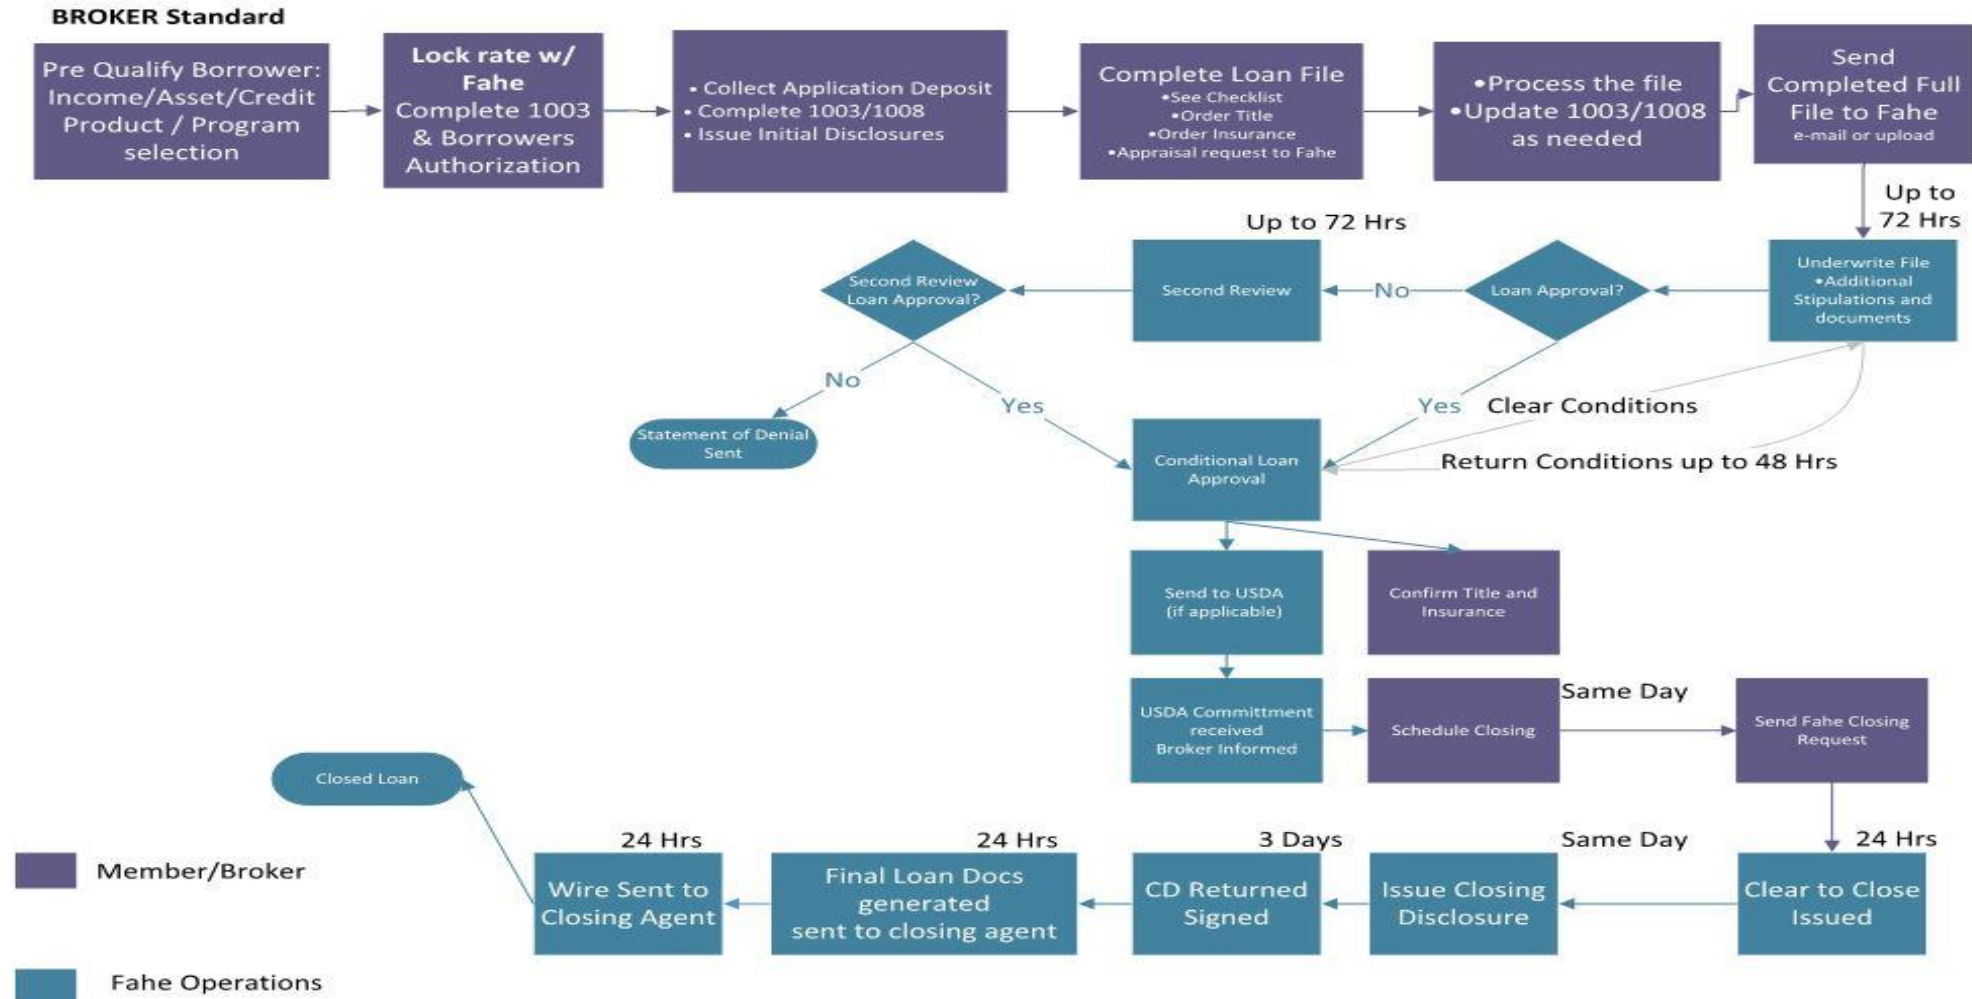 BROKER Standard
Pre Qualify Borrower:
Income/Asset/Credit
Product / Program
selection
Lock rate w/
Fahe
Complete 1003
& Borrowers
Authorization
• Collect Application Deposit
• Complete 1003/1008
• Issue Initial Disclosures
Complete Loan File
•See Checklist
•Order Title
•Order Insurance
•Appraisal request to Fahe
•Process the file
•Update 1003/1008
as needed
Send
Completed Full
File to Fahe
e-mail or upload
Up to
72 Hrs
Underwrite File
•Additional
Stipulations and
documents
Loan Approval?
No
Up to 72 Hrs
Second Review
Second Review
Loan Approval?
No
Yes
Yes
Clear Conditions
Return Conditions up to 48 Hrs
Statement of Denial
Sent
Conditional Loan
Approval
Send to USDA
(if applicable)
Confirm Title and
Insurance
USDA Committment
received
Broker Informed
Schedule Closing
Same Day
Send Fahe Closing
Request
24 Hrs
Clear to Close
Issued
Same Day
Issue Closing
Disclosure
3 Days
CD Returned
Signed
24 Hrs
Final Loan Docs
generated
sent to closing agent
24 Hrs
Wire Sent to
Closing Agent
Closed Loan
Member/Broker
Fahe Operations